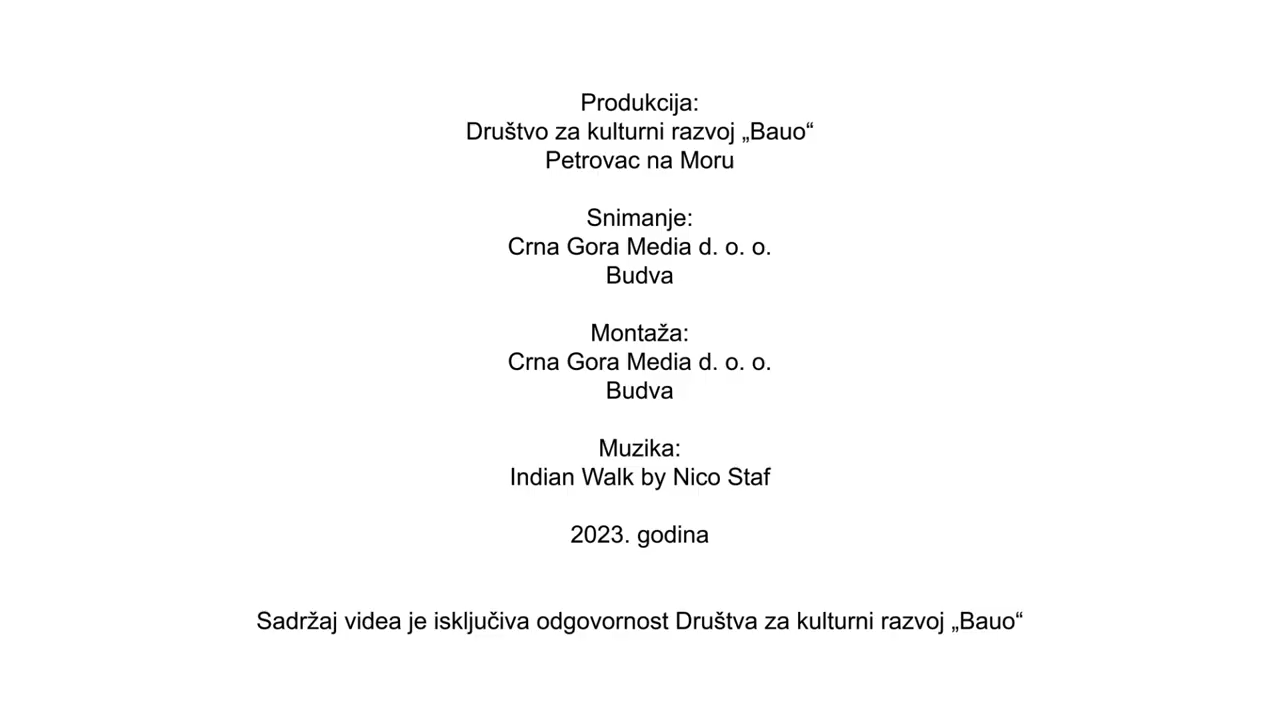 Produkcija:
Društvo za kulturni razvoj „Bauo“
Petrovac na Moru
Snimanje:
Crna Gora Media d. o. o.
Budva
Montaža:
Crna Gora Media d. o. o.
Budva
Muzika:
Indian Walk by Nico Staf
2023. godina
Sadržaj videa je isključiva odgovornost Društva za kulturni razvoj „Bauo“